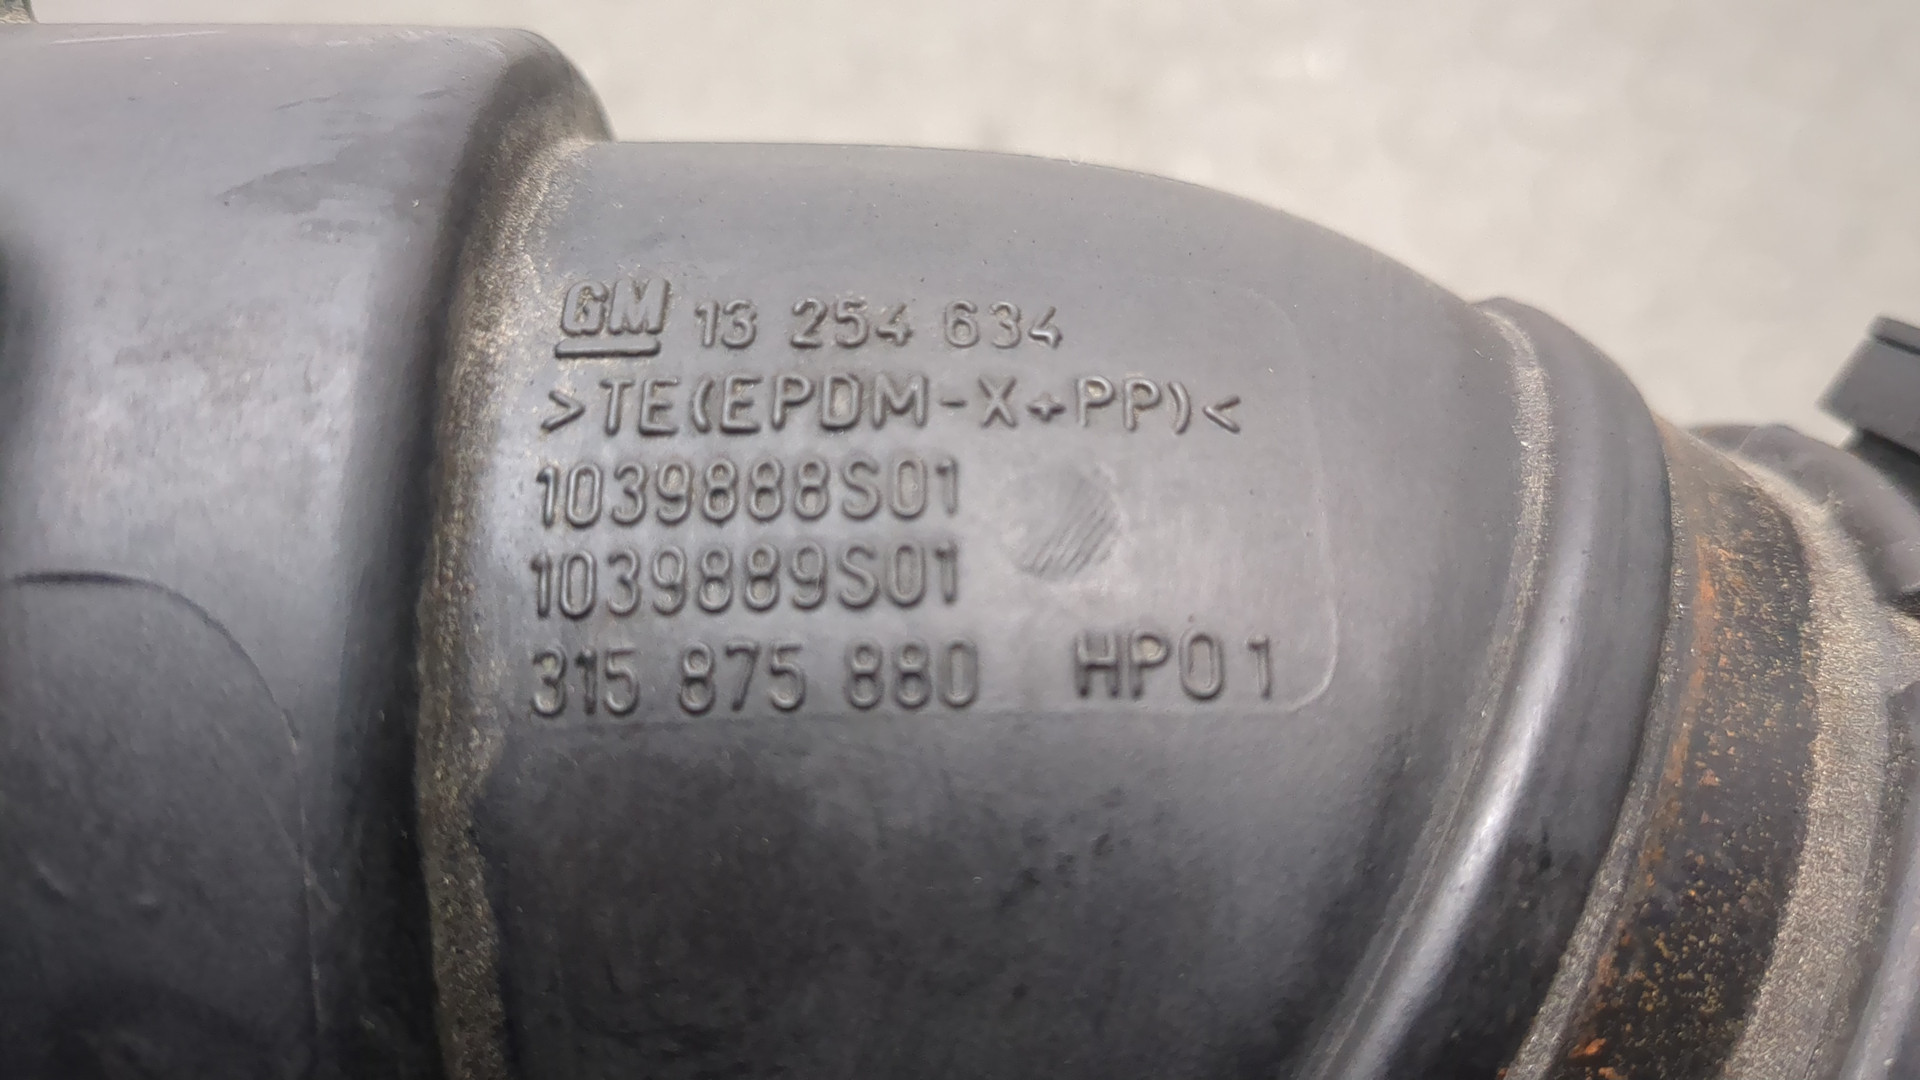 GM 13 254 634
>TE(EPDM-X+PP)<
1039888S01
1039889S01
315 875 880 HP01